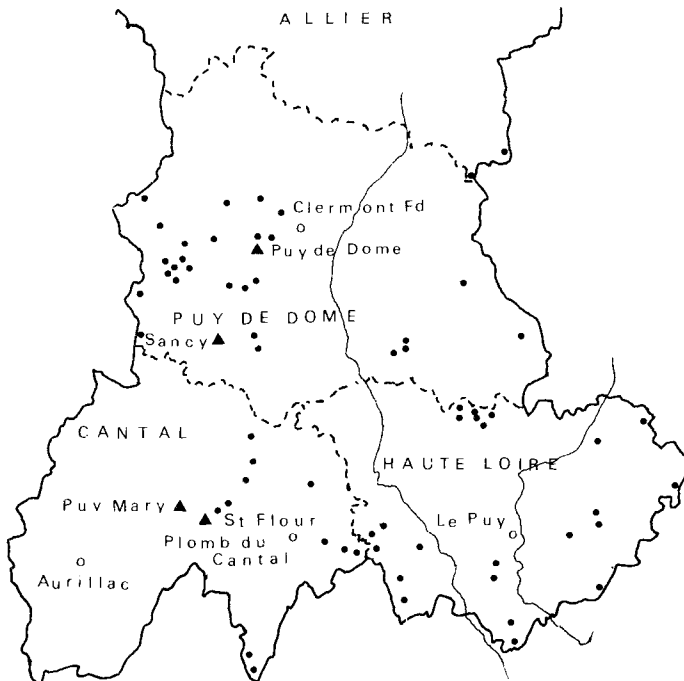 ALLIER
Clermont Fd
Puy de Dome
PUY DE DOME
Sancy
CANTAL
HAUTE LOIRE
Puy Mary
St Flour
Le Puy
Plomb du
Cantal
Aurillac